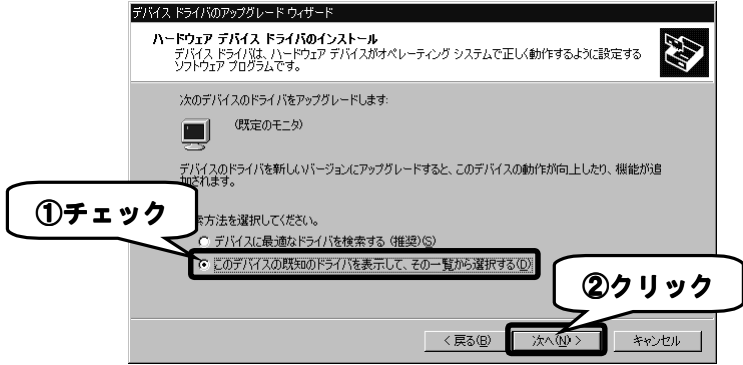 デバイス ドライバのアップグレード ウィザード
ハードウェア デバイス ドライバのインストール
デバイス ドライバは、ハードウェア デバイスがオペレーティング システムで正しく動作するように設定する
ソフトウェア プログラムです。
次のデバイスのドライバをアップグレードします:
(既定のモニタ)
デバイスのドライバを新しいバージョンにアップグレードすると、このデバイスの動作が向上したり、機能が追
加されます。
①チェック
索方法を選択してください。
デバイスに最適なドライバを検索する (推奨)(S)
このデバイスの既知のドライバを表示して、その一覧から選択する(D)
②クリック
< 戻る(B)
次へ(N) >
キャンセル